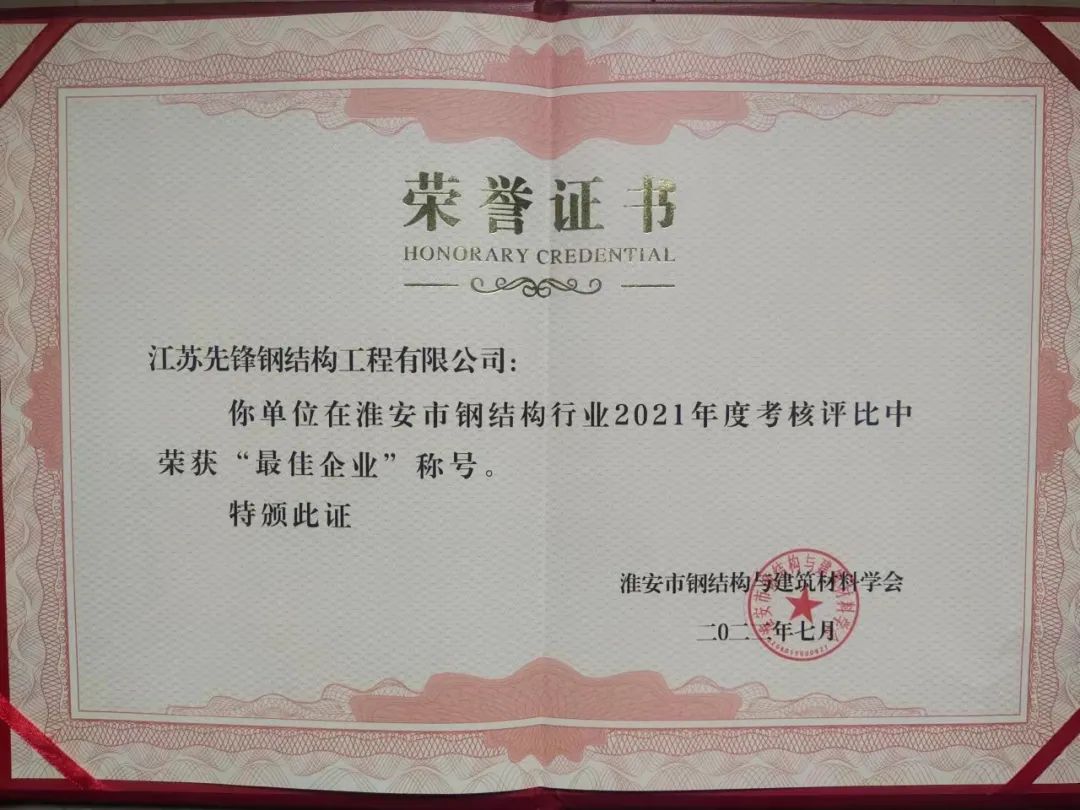 荣誉证书
HONORARY CREDENTIAL
江苏先锋钢结构工程有限公司：
你单位在淮安市钢结构行业2021年度考核评比中
荣获“最佳企业”称号。
特颁此证
淮安市钢结构与建筑材料学会
二〇二 年七月